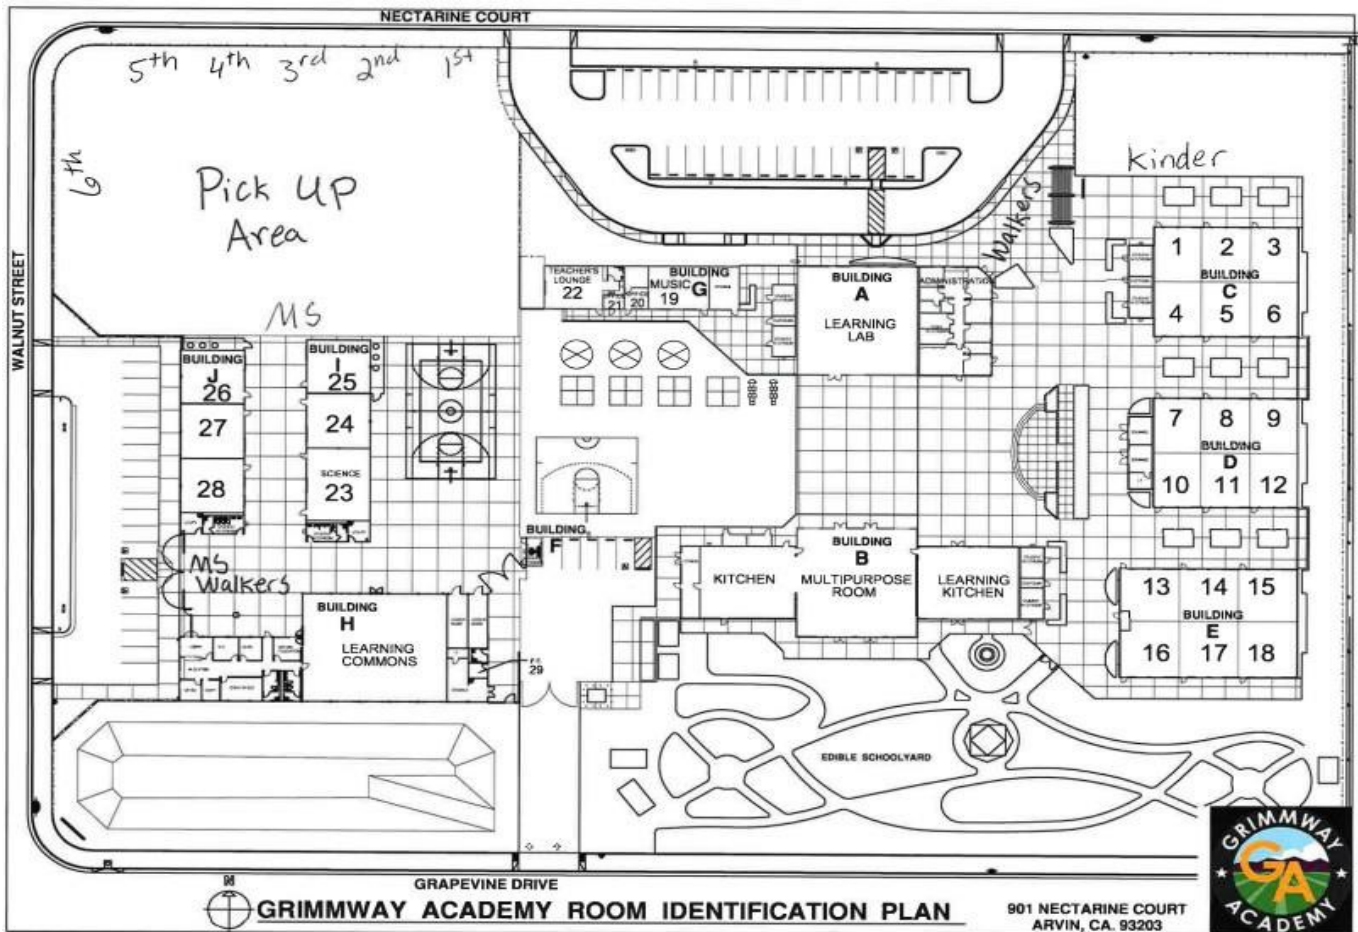 NECTARINE COURT
5th 4th 3rd 2nd 1st
6th
Pick Up
Area
MS
WALNUT STREET
Kinder
Walkers
TEACHER'S
LOUNGE
22
21
20
BUILDING
G
MUSIC
19
BUILDING
A
LEARNING
LAB
ADMINISTRATION
1 2 3
BUILDING
C
4 5 6
BUILDING
J
26
27
28
BUILDING
I
25
24
SCIENCE
23
7 8 9
BUILDING
D
10 11 12
MS
Walkers
BUILDING
F
BUILDING
B
KITCHEN
MULTIPURPOSE
ROOM
LEARNING
KITCHEN
13 14 15
BUILDING
E
16 17 18
BUILDING
H
LEARNING
COMMONS
29
EDIBLE SCHOOLYARD
GRAPEVINE DRIVE
N
GRIMMWAY ACADEMY ROOM IDENTIFICATION PLAN
901 NECTARINE COURT
ARVIN, CA. 93203
GRIMMWAY
GA
ACADEMY